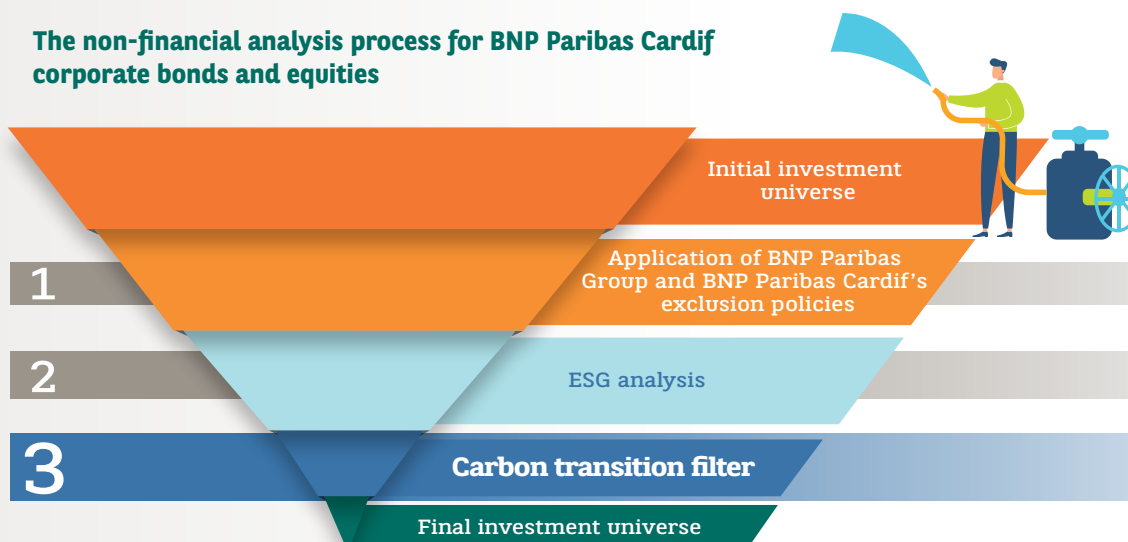 The non-financial analysis process for BNP Paribas Cardif
corporate bonds and equities
Initial investment
universe
1
Application of BNP Paribas
Group and BNP Paribas Cardif's
exclusion policies
2
ESG analysis
3
Carbon transition filter
Final investment universe